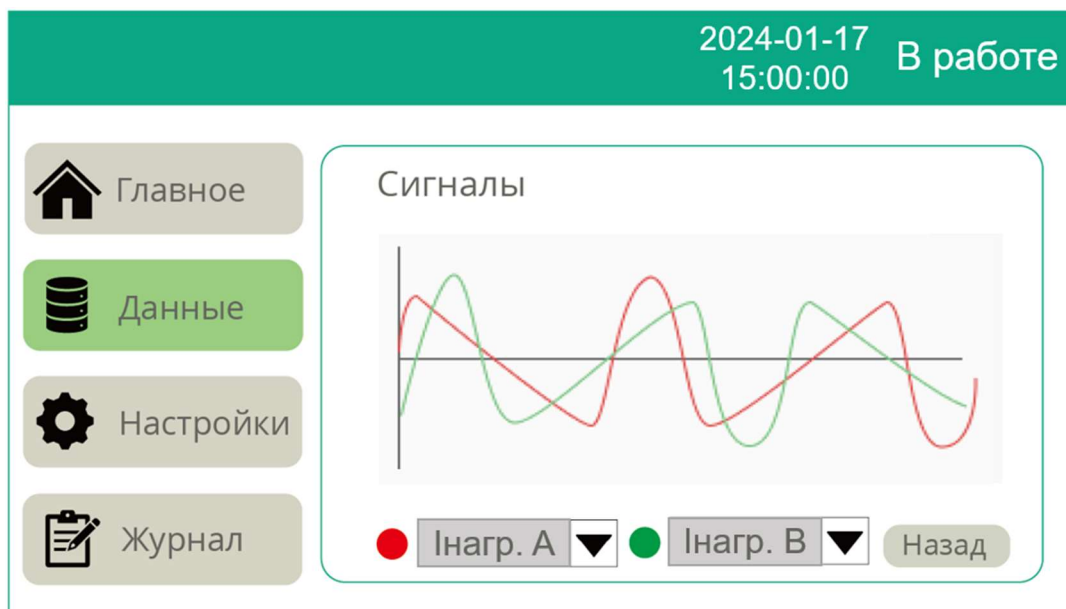 2024-01-17
15:00:00
В работе
Главное
Данные
Настройки
Журнал
Сигналы
Iнагр. A
Iнагр. B
Назад